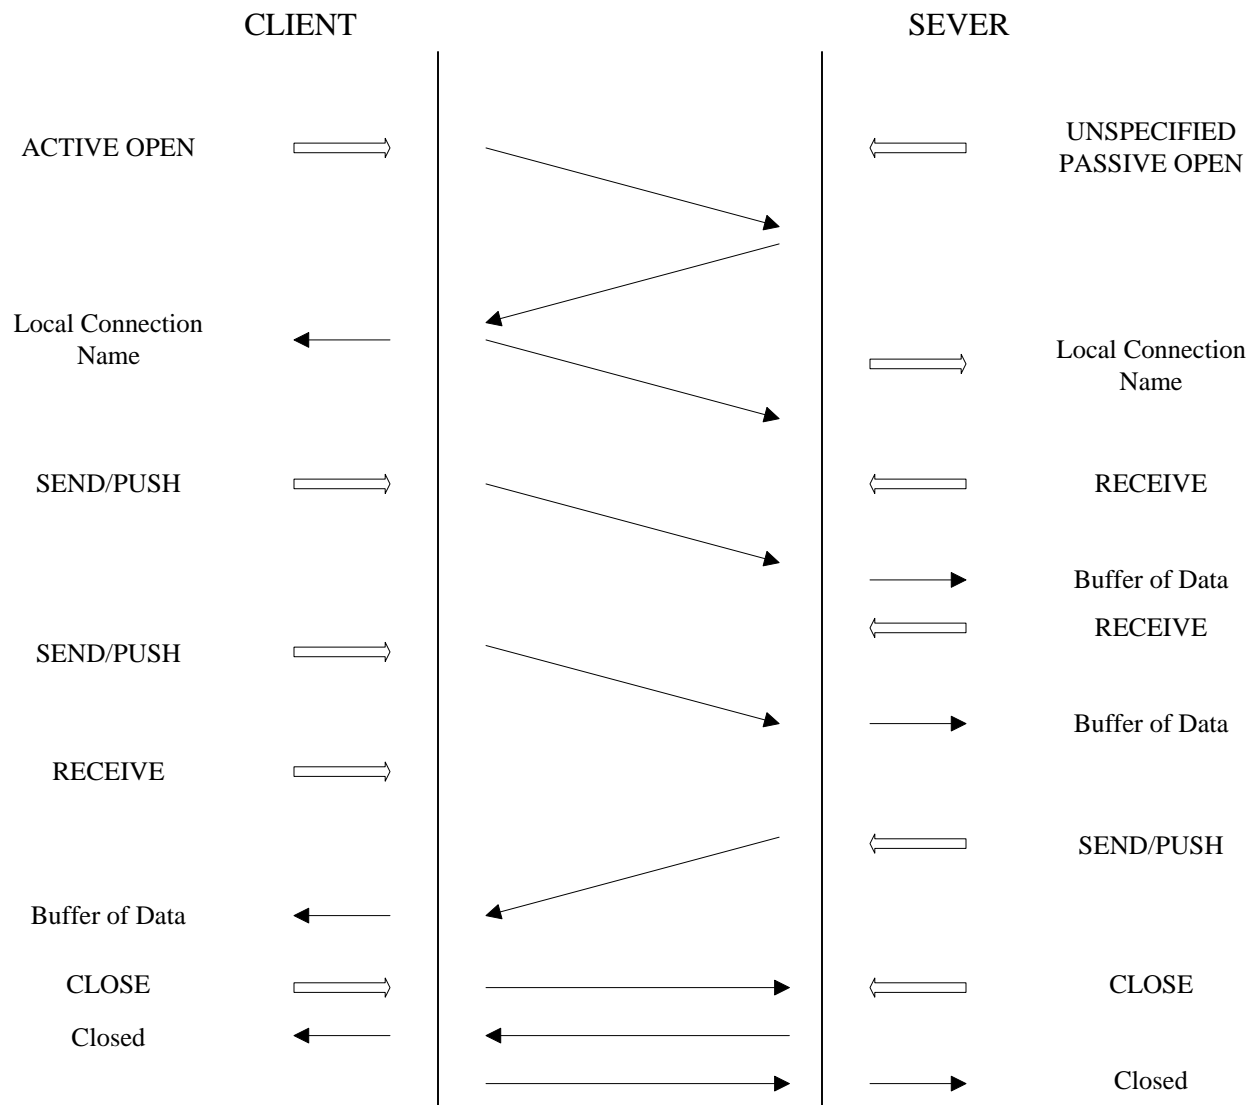 CLIENT
SEVER
ACTIVE OPEN
UNSPECIFIED
PASSIVE OPEN
Local Connection
Name
Local Connection
Name
SEND/PUSH
RECEIVE
Buffer of Data
RECEIVE
SEND/PUSH
Buffer of Data
RECEIVE
SEND/PUSH
Buffer of Data
CLOSE
CLOSE
Closed
Closed